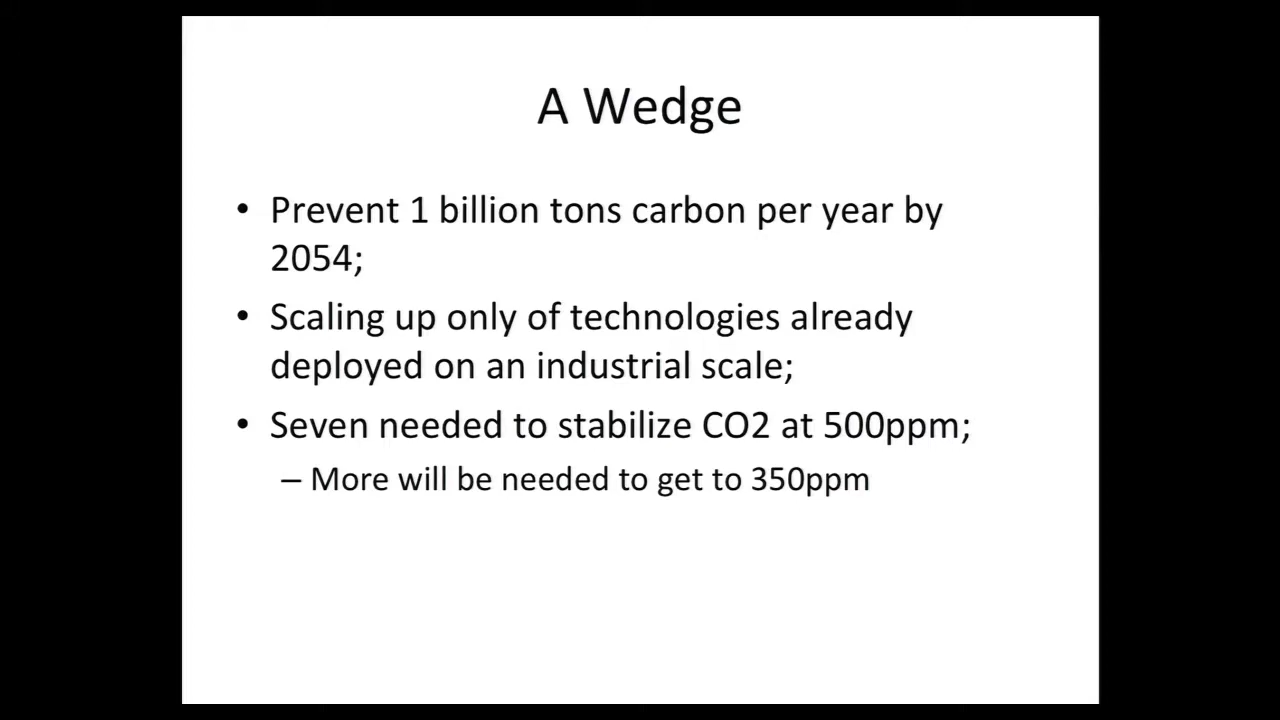 A Wedge
• Prevent 1 billion tons carbon per year by
2054;
• Scaling up only of technologies already
deployed on an industrial scale;
• Seven needed to stabilize CO2 at 500ppm;
– More will be needed to get to 350ppm